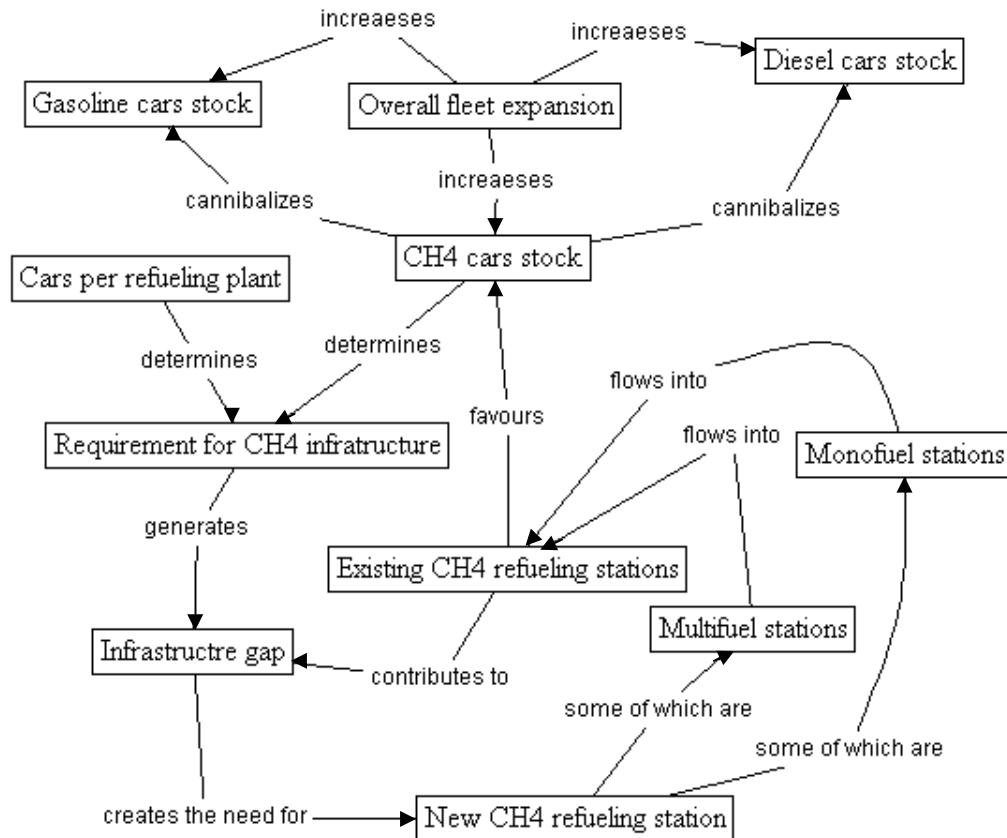 increaeses
increaeses
Diesel cars stock
Gasoline cars stock
Overall fleet expansion
increaeses
cannibalizes
cannibalizes
CH4 cars stock
Cars per refueling plant
determines
determines
flows into
favours
flows into
Requirement for CH4 infratructure
Monofuel stations
generates
Existing CH4 refueling stations
Multifuel stations
Infrastructre gap
contributes to
some of which are
some of which are
creates the need for
New CH4 refueling station